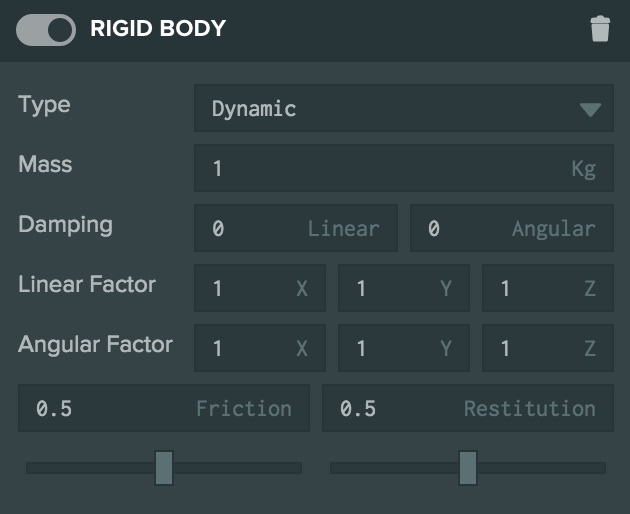 RIGID BODY
Type Dynamic
Mass 1 Kg
Damping 0 Linear 0 Angular
Linear Factor 1 X 1 Y 1 Z
Angular Factor 1 X 1 Y 1 Z
0.5 Friction 0.5 Restitution